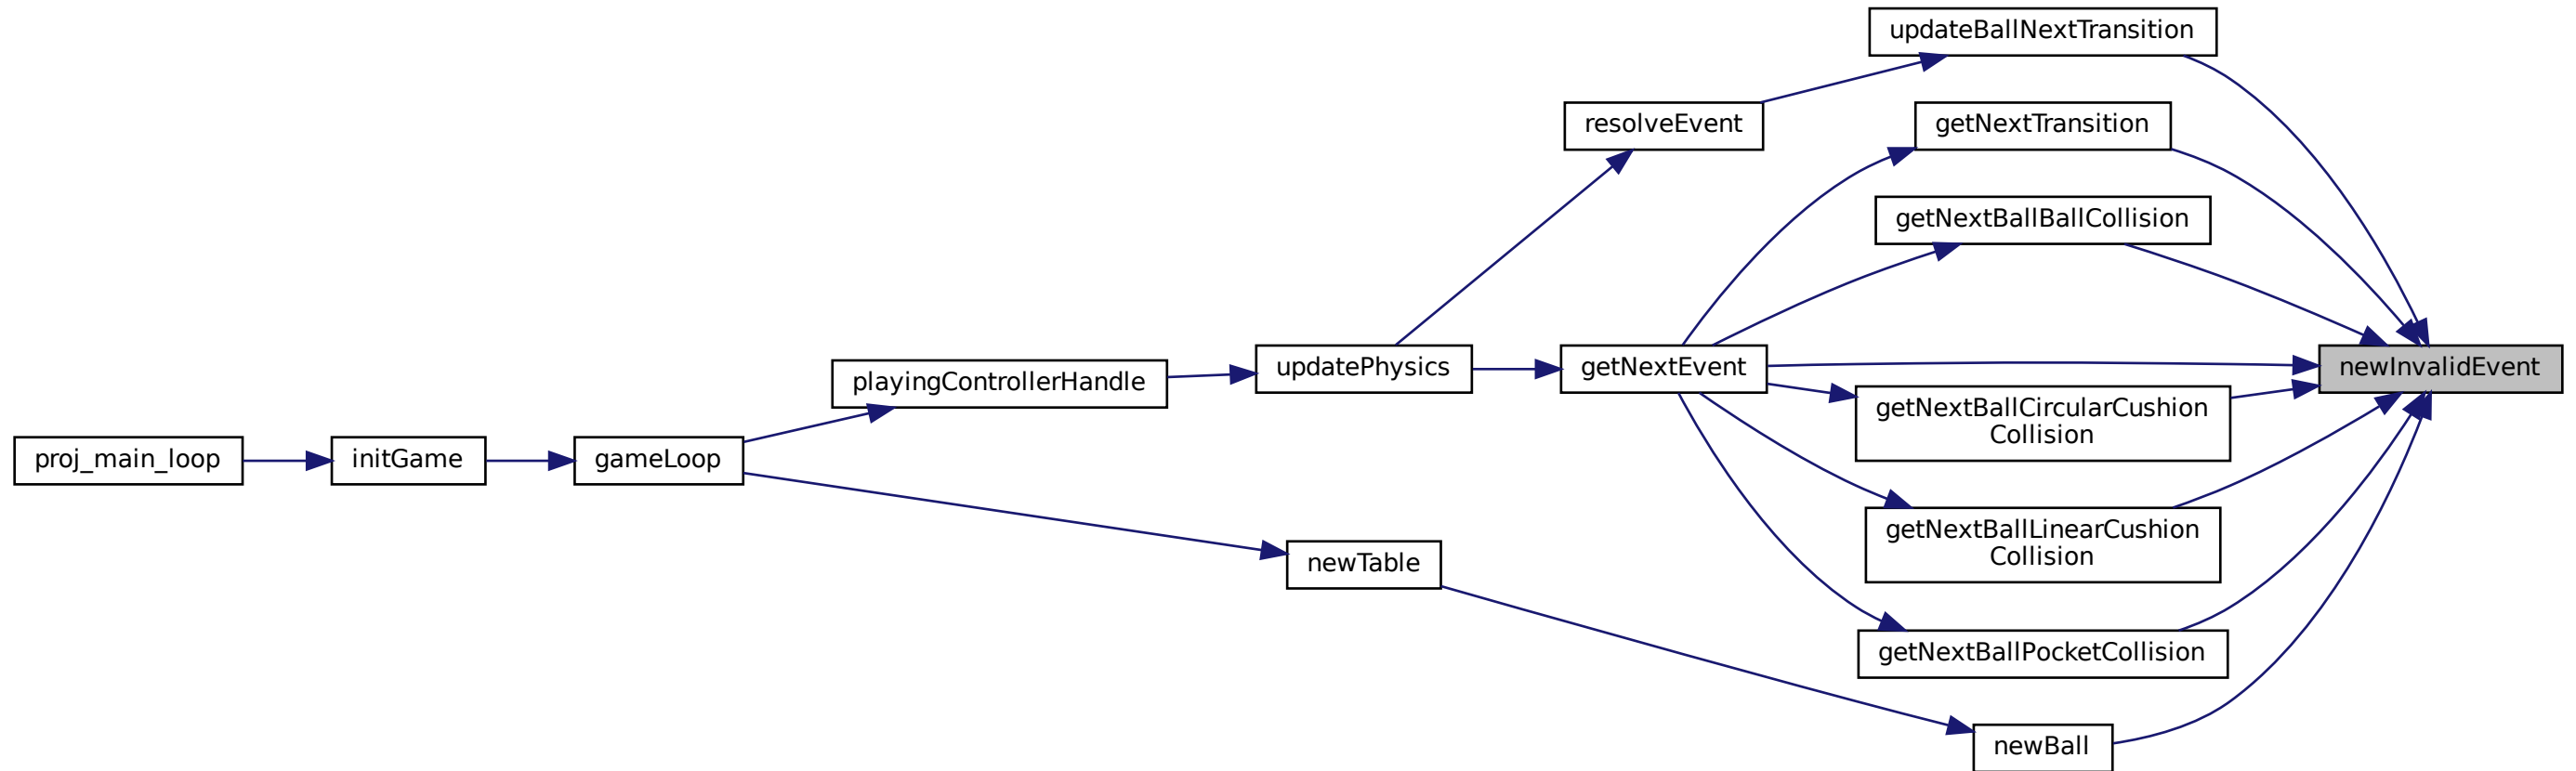 updateBallNextTransition
resolveEvent
getNextTransition
getNextBallBallCollision
updatePhysics
getNextEvent
newInvalidEvent
playingControllerHandle
getNextBallCircularCushion
Collision
proj_main_loop
initGame
gameLoop
getNextBallLinearCushion
Collision
newTable
getNextBallPocketCollision
newBall